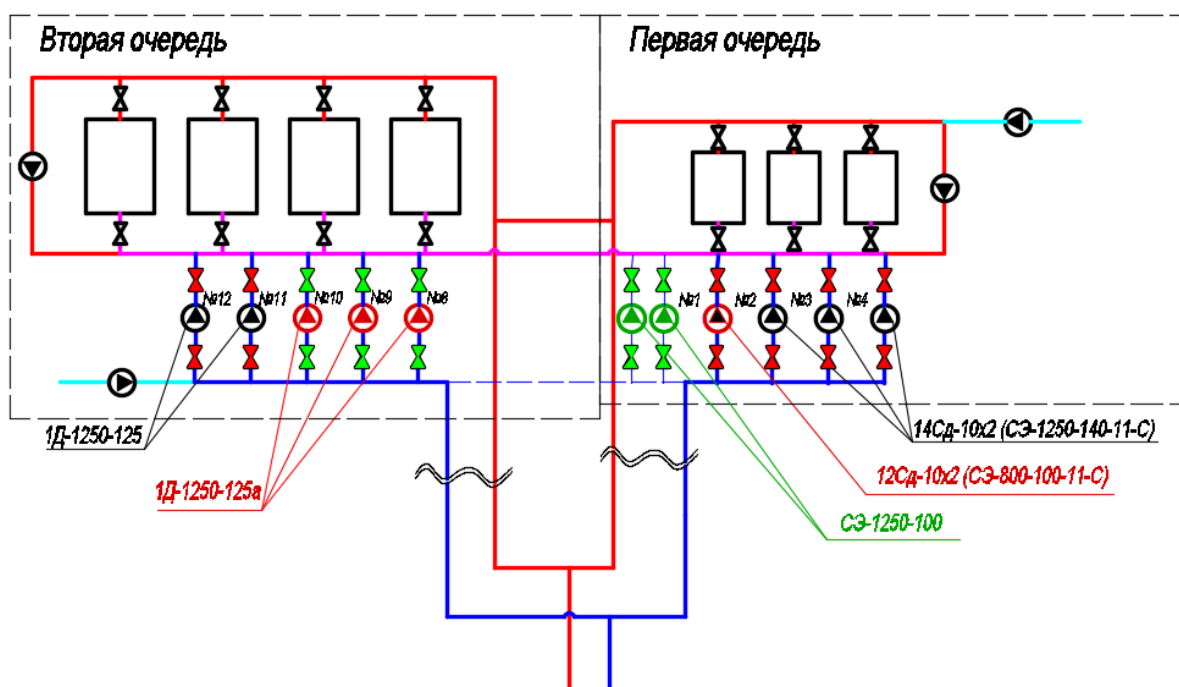 Вторая очередь
Первая очередь
№12 №11 №10 №9 №8 №1 №2 №3 №4
1Д-1250-125
14Сд-10х2 (СЭ-1250-140-11-С)
1Д-1250-125а
12Сд-10х2 (СЭ-800-100-11-С)
СЭ-1250-100